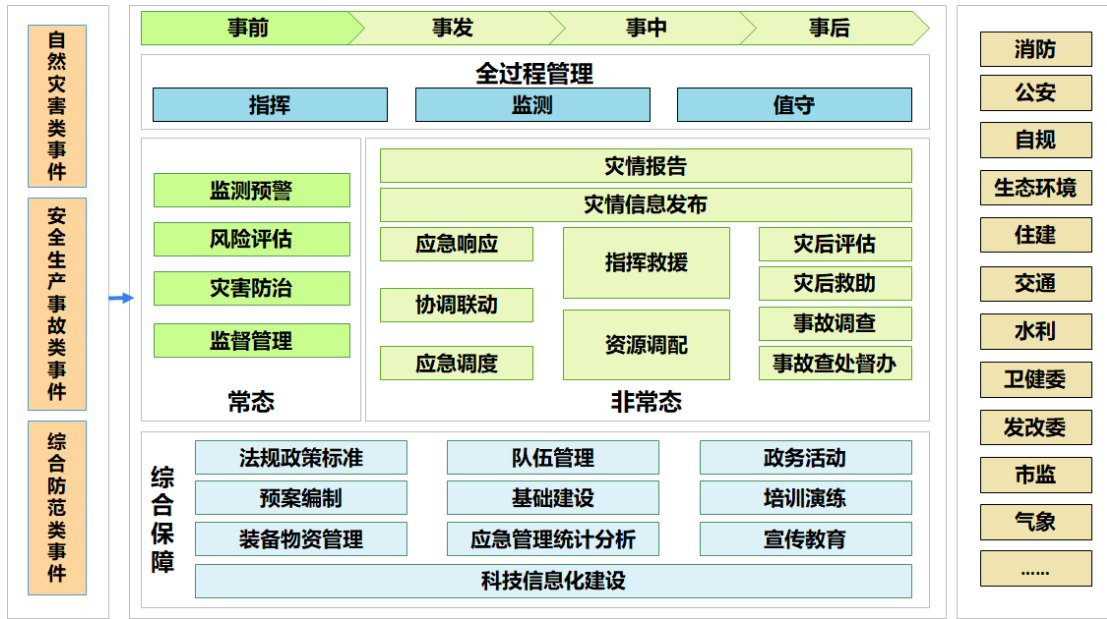 自然灾害类事件
安全生产事故类事件
综合防范类事件
事前
事发
事中
事后
全过程管理
指挥
监测
值守
监测预警
风险评估
灾害防治
监督管理
常态
灾情报告
灾情信息发布
应急响应
协调联动
应急调度
指挥救援
资源调配
灾后评估
灾后救助
事故调查
事故查处督办
非常态
综合保障
法规政策标准
队伍管理
政务活动
预案编制
基础建设
培训演练
装备物资管理
应急管理统计分析
宣传教育
科技信息化建设
消防
公安
自规
生态环境
住建
交通
水利
卫健委
发改委
市监
气象
......